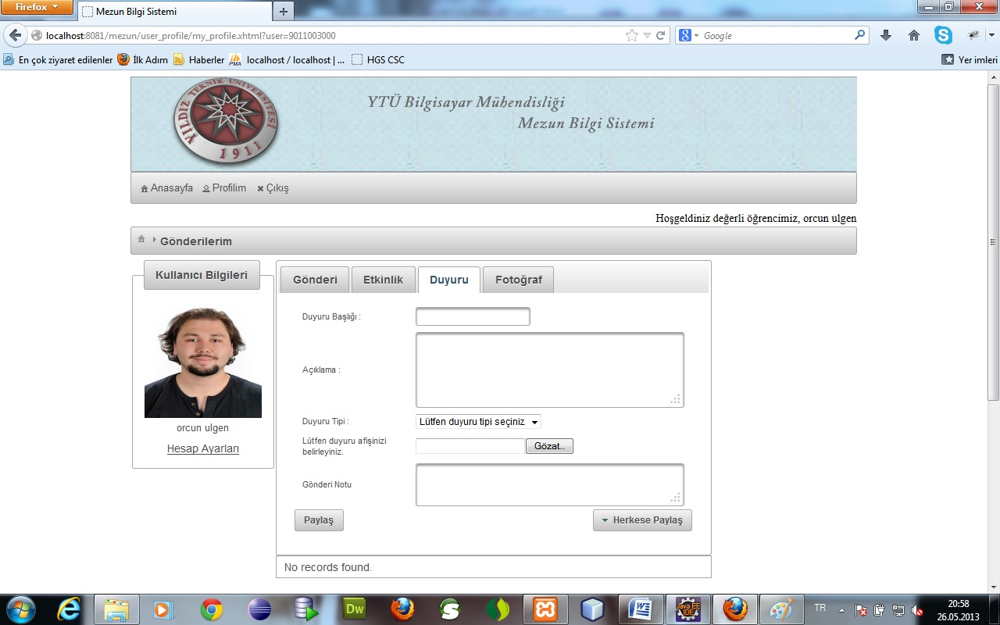 Firefox
Mezun Bilgi Sistemi
localhost:8081/mezun/user_profile/my_profile.xhtml?user=9011003000
Google
En çok ziyaret edilenler
İlk Adım
Haberler
localhost / localhost | ...
HGS CSC
Yer imleri
YILDIZ TEKNİK ÜNİVERSİTESİ
1911
YTÜ Bilgisayar Mühendisliği
Mezun Bilgi Sistemi
Anasayfa
Profilim
Çıkış
Hoşgeldiniz değerli öğrencimiz, orcun ulgen
Gönderilerim
Kullanıcı Bilgileri
orcun ulgen
Hesap Ayarları
Gönderi
Etkinlik
Duyuru
Fotoğraf
Duyuru Başlığı :
Açıklama :
Duyuru Tipi :
Lütfen duyuru tipi seçiniz
Lütfen duyuru afişinizi
belirleyiniz.
Gözat...
Gönderi Notu
Paylaş
Herkese Paylaş
No records found.
Dw
Java EE
IDE
TR
20:58
26.05.2013